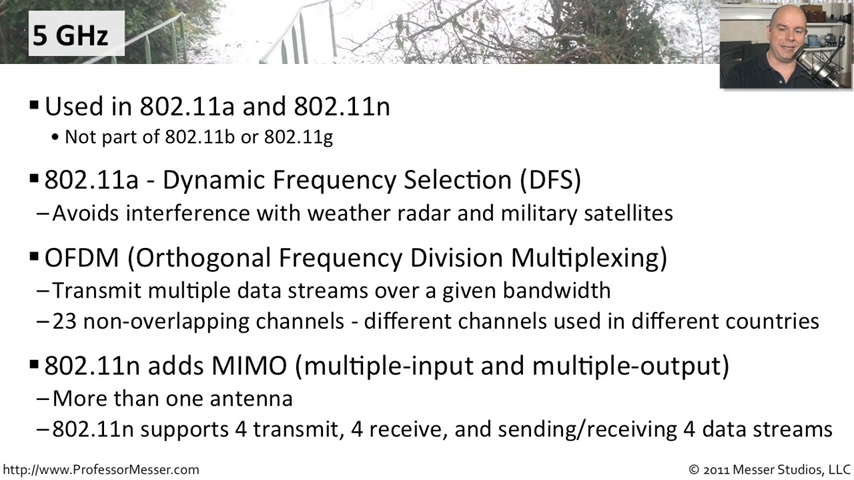 5 GHz
▪ Used in 802.11a and 802.11n
• Not part of 802.11b or 802.11g
▪ 802.11a - Dynamic Frequency Selection (DFS)
–Avoids interference with weather radar and military satellites
▪ OFDM (Orthogonal Frequency Division Multiplexing)
–Transmit multiple data streams over a given bandwidth
–23 non-overlapping channels - different channels used in different countries
▪ 802.11n adds MIMO (multiple-input and multiple-output)
–More than one antenna
–802.11n supports 4 transmit, 4 receive, and sending/receiving 4 data streams
http://www.ProfessorMesser.com
© 2011 Messer Studios, LLC